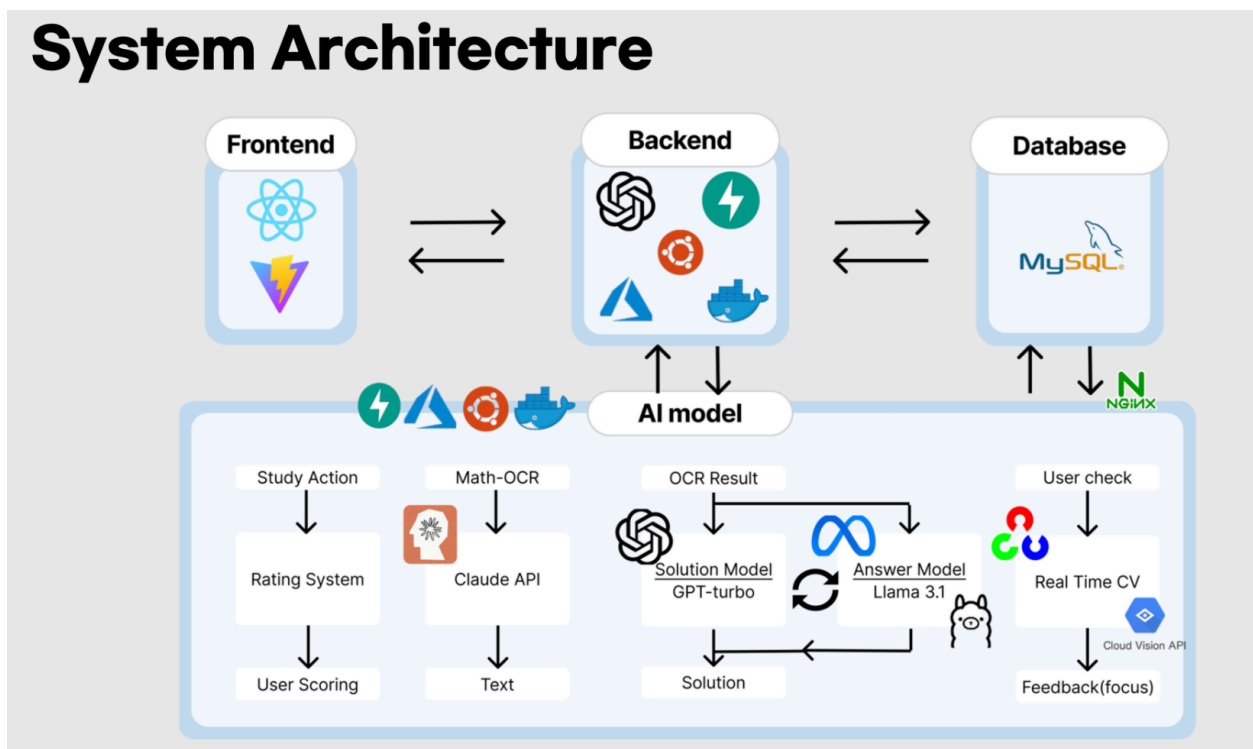 System Architecture
Frontend
Backend
Database
MySQL
NGiNX
AI model
Study Action
Math-OCR
OCR Result
User check
Rating System
Claude API
Solution Model
GPT-turbo
Answer Model
Llama 3.1
Real Time CV
Cloud Vision API
User Scoring
Text
Solution
Feedback(focus)